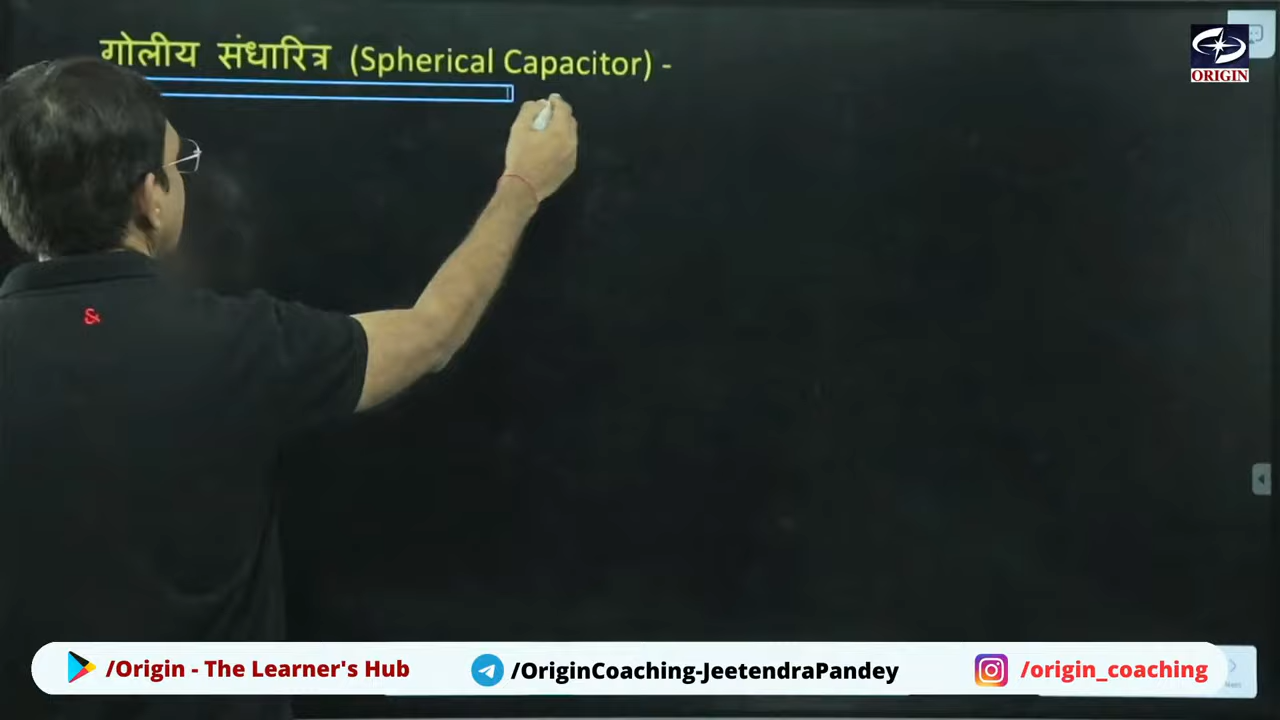 गोलीय संधारित्र (Spherical Capacitor) -
ORIGIN
&
/Origin - The Learner's Hub
/OriginCoaching-JeetendraPandey
/origin_coaching